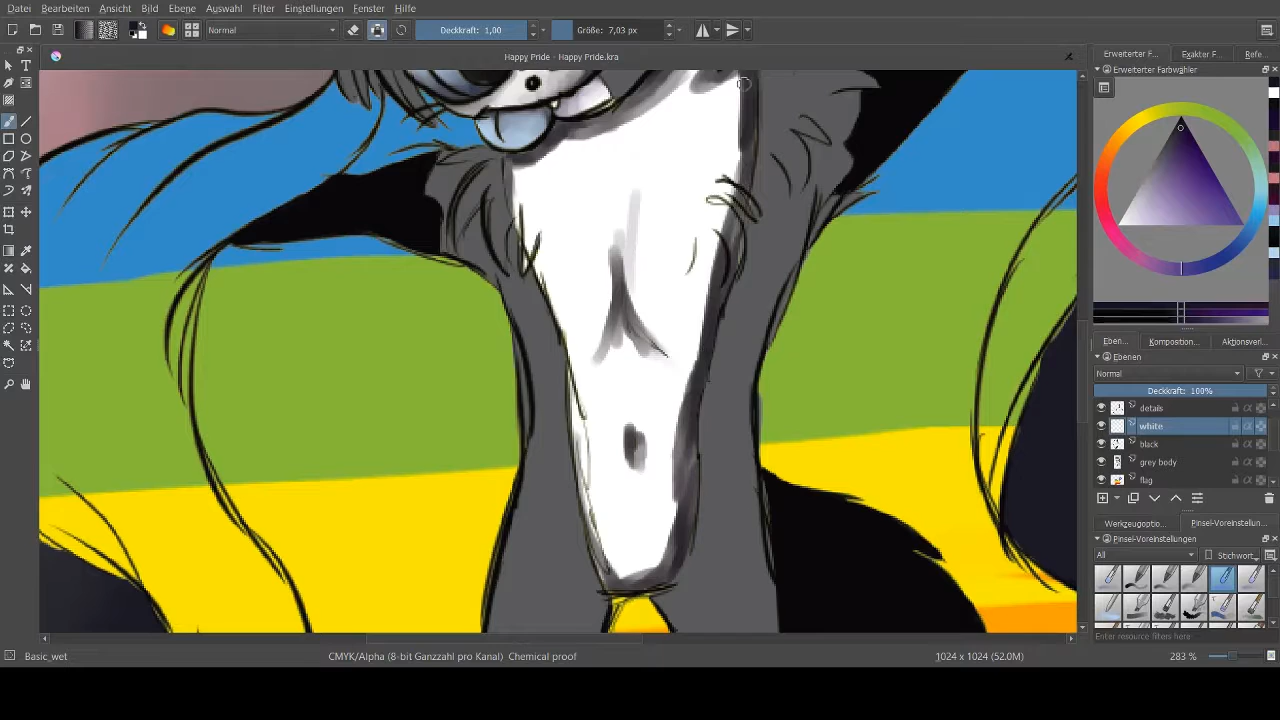 Datei Bearbeiten Ansicht Bild Ebene Auswahl Filter Einstellungen Fenster Hilfe
Normal Deckkraft: 1,00 Größe: 7,03 px
Happy Pride - Happy Pride.kra
Erweiterter F... Exakter F... Refe...
Erweiterter Farbwähler
Eben... Kompositio... Aktionsverl...
Ebenen
Normal
Deckkraft: 100%
details
white
black
grey body
flag
Werkzeugoptio... Pinsel-Voreinstellun...
Pinsel-Voreinstellungen
All Stichwort...
Enter resource filters here
Basic_wet CMYK/Alpha (8-bit Ganzzahl pro Kanal) Chemical proof 1024 x 1024 (52.0M) 283 %